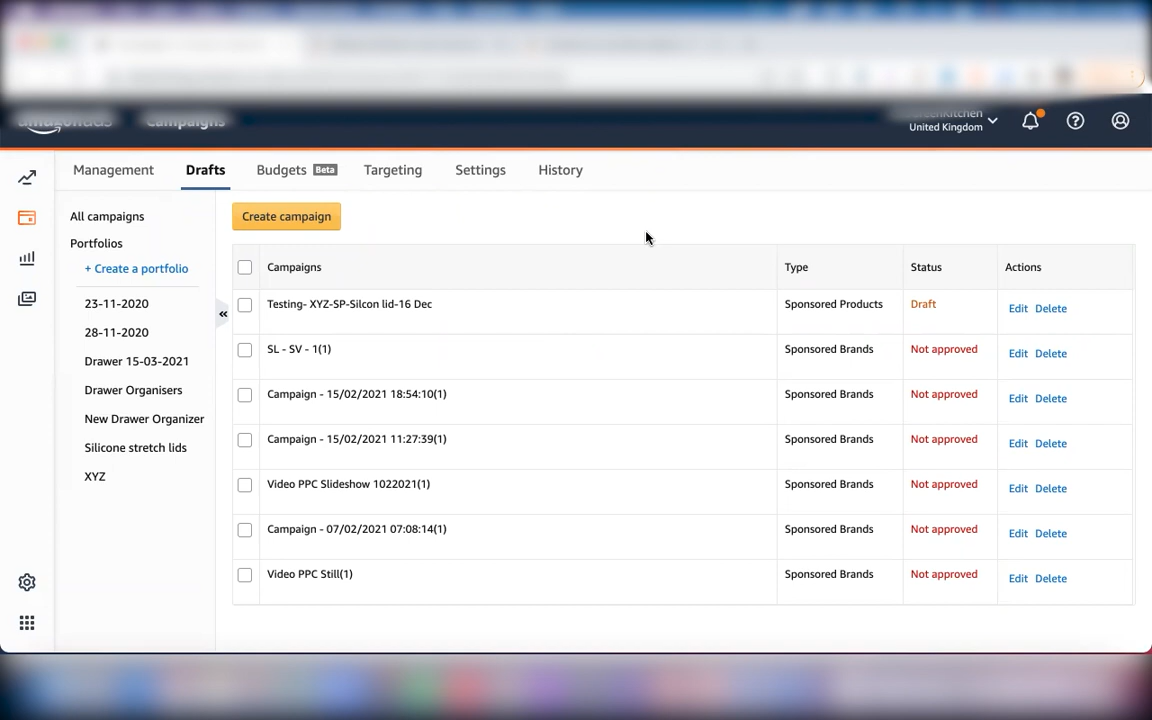 Campaigns
United Kingdom
Management
Drafts
Budgets Beta
Targeting
Settings
History
All campaigns
Portfolios
+ Create a portfolio
23-11-2020
28-11-2020
Drawer 15-03-2021
Drawer Organisers
New Drawer Organizer
Silicone stretch lids
XYZ
«
Create campaign
Campaigns Type Status Actions
Testing- XYZ-SP-Silcon lid-16 Dec Sponsored Products Draft Edit Delete
SL - SV - 1(1) Sponsored Brands Not approved Edit Delete
Campaign - 15/02/2021 18:54:10(1) Sponsored Brands Not approved Edit Delete
Campaign - 15/02/2021 11:27:39(1) Sponsored Brands Not approved Edit Delete
Video PPC Slideshow 1022021(1) Sponsored Brands Not approved Edit Delete
Campaign - 07/02/2021 07:08:14(1) Sponsored Brands Not approved Edit Delete
Video PPC Still(1) Sponsored Brands Not approved Edit Delete